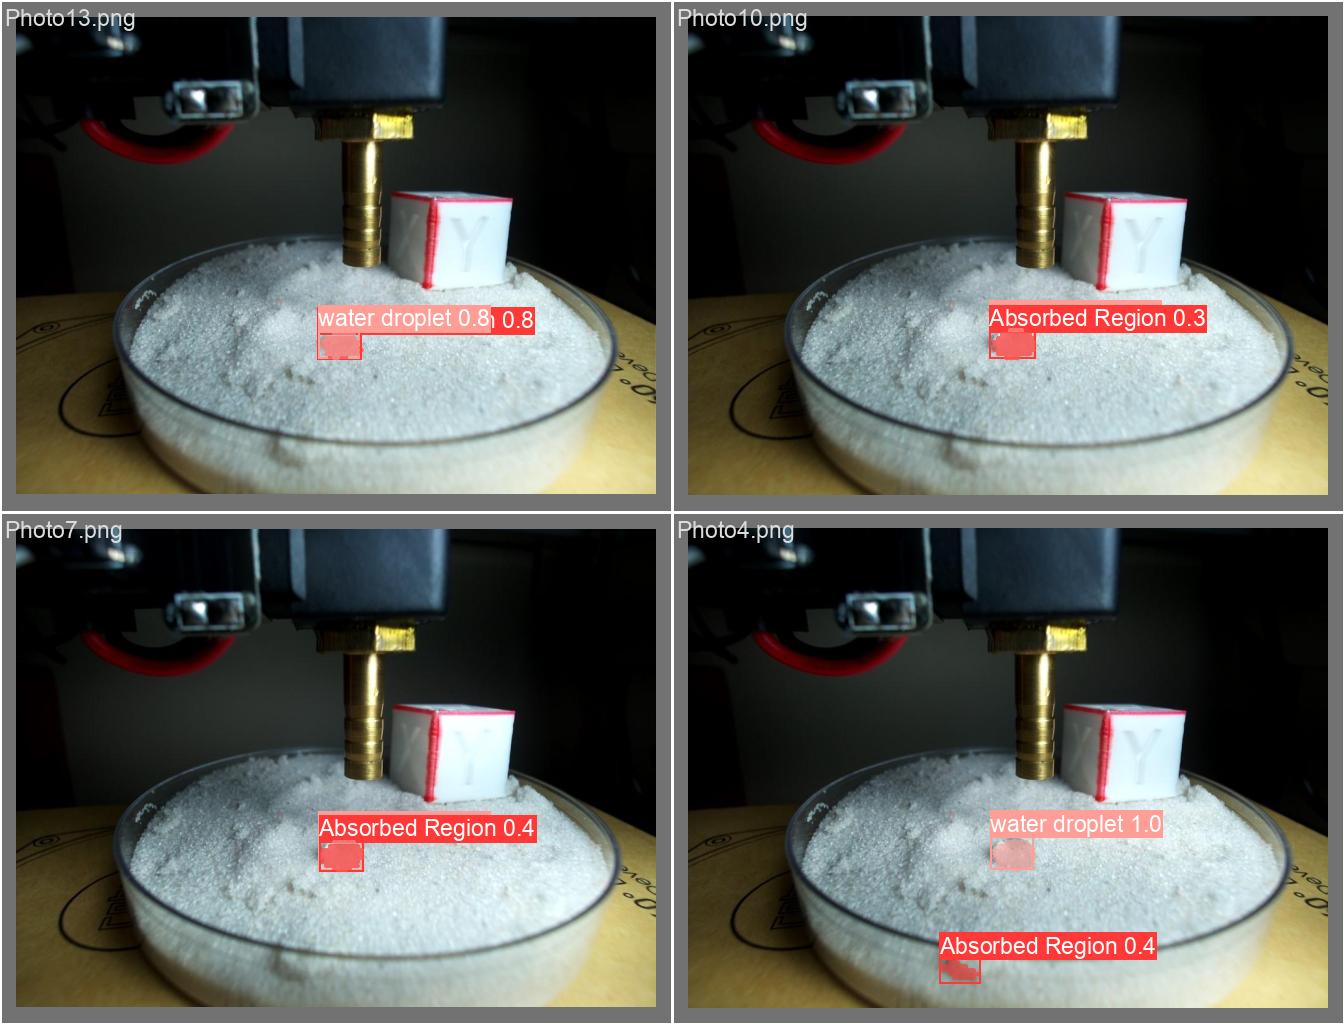 Photo13.png
water droplet 0.8
0.8
Y
Photo10.png
Absorbed Region 0.3
Y
Photo7.png
Absorbed Region 0.4
Y
Photo4.png
water droplet 1.0
Y
Absorbed Region 0.4